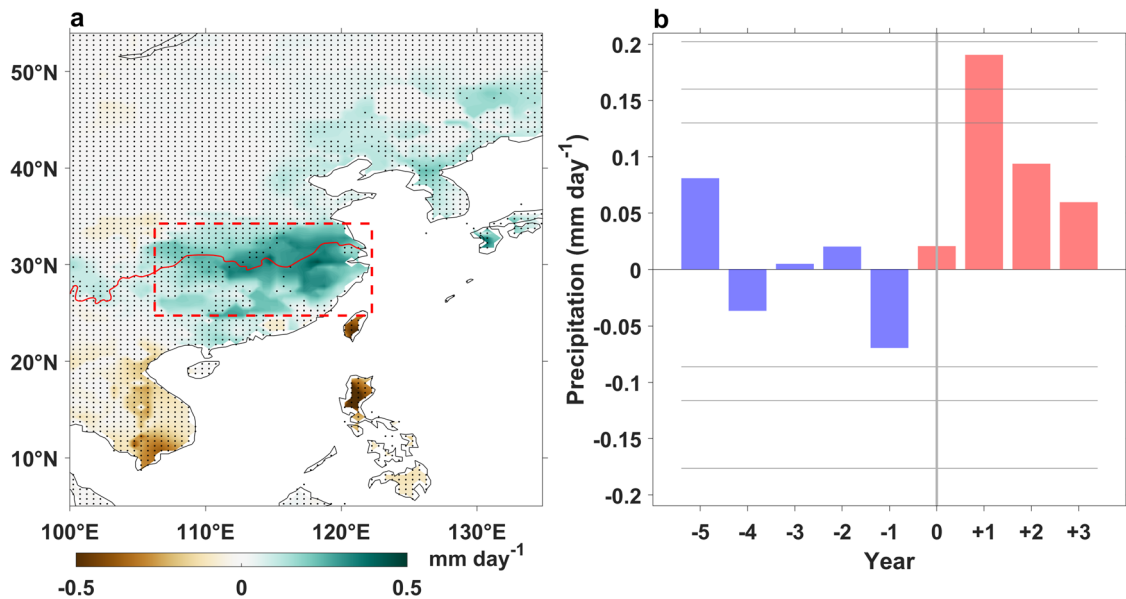 a
50°N
40°N
30°N
20°N
10°N
100°E 110°E 120°E 130°E
-0.5 0 0.5
mm day-1
b
Precipitation (mm day-1)
0.2
0.15
0.1
0.05
0
-0.05
-0.1
-0.15
-0.2
-5 -4 -3 -2 -1 0 +1 +2 +3
Year